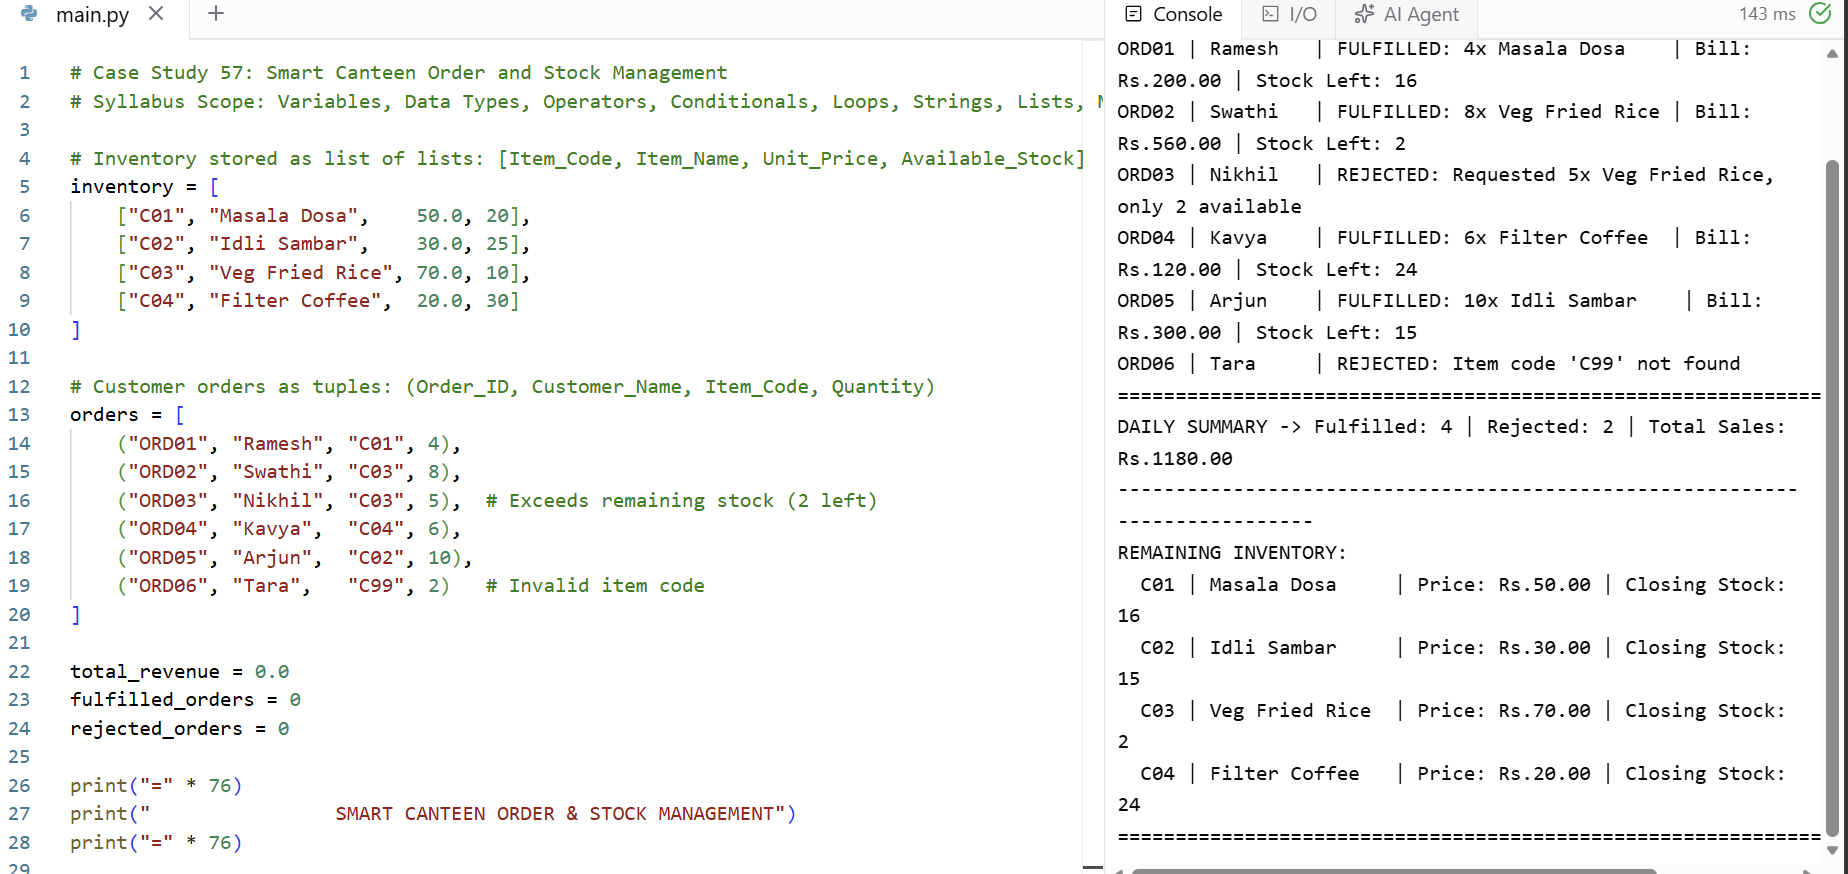 main.py
Console I/O AI Agent 143 ms
1 # Case Study 57: Smart Canteen Order and Stock Management
2 # Syllabus Scope: Variables, Data Types, Operators, Conditionals, Loops, Strings, Lists,
3
4 # Inventory stored as list of lists: [Item_Code, Item_Name, Unit_Price, Available_Stock]
5 inventory = [
6     ["C01", "Masala Dosa",    50.0, 20],
7     ["C02", "Idli Sambar",    30.0, 25],
8     ["C03", "Veg Fried Rice", 70.0, 10],
9     ["C04", "Filter Coffee",  20.0, 30]
10 ]
11
12 # Customer orders as tuples: (Order_ID, Customer_Name, Item_Code, Quantity)
13 orders = [
14     ("ORD01", "Ramesh", "C01", 4),
15     ("ORD02", "Swathi", "C03", 8),
16     ("ORD03", "Nikhil", "C03", 5),  # Exceeds remaining stock (2 left)
17     ("ORD04", "Kavya",  "C04", 6),
18     ("ORD05", "Arjun",  "C02", 10),
19     ("ORD06", "Tara",   "C99", 2)   # Invalid item code
20 ]
21
22 total_revenue = 0.0
23 fulfilled_orders = 0
24 rejected_orders = 0
25
26 print("=" * 76)
27 print("                SMART CANTEEN ORDER & STOCK MANAGEMENT")
28 print("=" * 76)
29
ORD01 | Ramesh   | FULFILLED: 4x Masala Dosa    | Bill:
Rs.200.00 | Stock Left: 16
ORD02 | Swathi   | FULFILLED: 8x Veg Fried Rice | Bill:
Rs.560.00 | Stock Left: 2
ORD03 | Nikhil   | REJECTED: Requested 5x Veg Fried Rice,
only 2 available
ORD04 | Kavya    | FULFILLED: 6x Filter Coffee  | Bill:
Rs.120.00 | Stock Left: 24
ORD05 | Arjun    | FULFILLED: 10x Idli Sambar    | Bill:
Rs.300.00 | Stock Left: 15
ORD06 | Tara     | REJECTED: Item code 'C99' not found
=============================================================
DAILY SUMMARY -> Fulfilled: 4 | Rejected: 2 | Total Sales:
Rs.1180.00
-----------------------------------------------------------
-----------------
REMAINING INVENTORY:
  C01 | Masala Dosa     | Price: Rs.50.00 | Closing Stock:
16
  C02 | Idli Sambar     | Price: Rs.30.00 | Closing Stock:
15
  C03 | Veg Fried Rice  | Price: Rs.70.00 | Closing Stock:
2
  C04 | Filter Coffee   | Price: Rs.20.00 | Closing Stock:
24
=============================================================